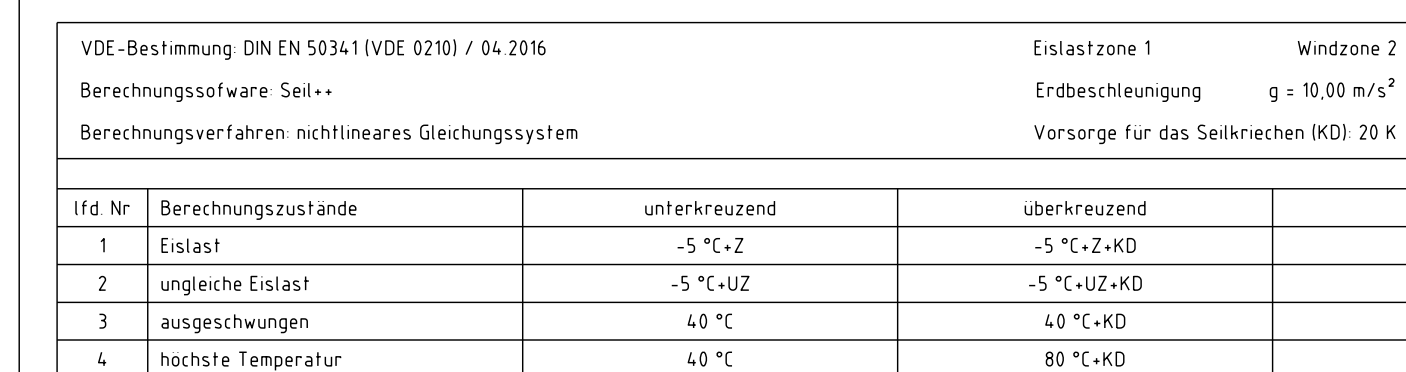 VDE-Bestimmung: DIN EN 50341 (VDE 0210) / 04.2016 Eislastzone 1 Windzone 2
Berechnungssofware: Seil++ Erdbeschleunigung g = 10,00 m/s²
Berechnungsverfahren: nichtlineares Gleichungssystem Vorsorge für das Seilkriechen (KD): 20 K
lfd. Nr Berechnungszustände unterkreuzend überkreuzend
1 Eislast -5 °C+Z -5 °C+Z+KD
2 ungleiche Eislast -5 °C+UZ -5 °C+UZ+KD
3 ausgeschwungen 40 °C 40 °C+KD
4 höchste Temperatur 40 °C 80 °C+KD